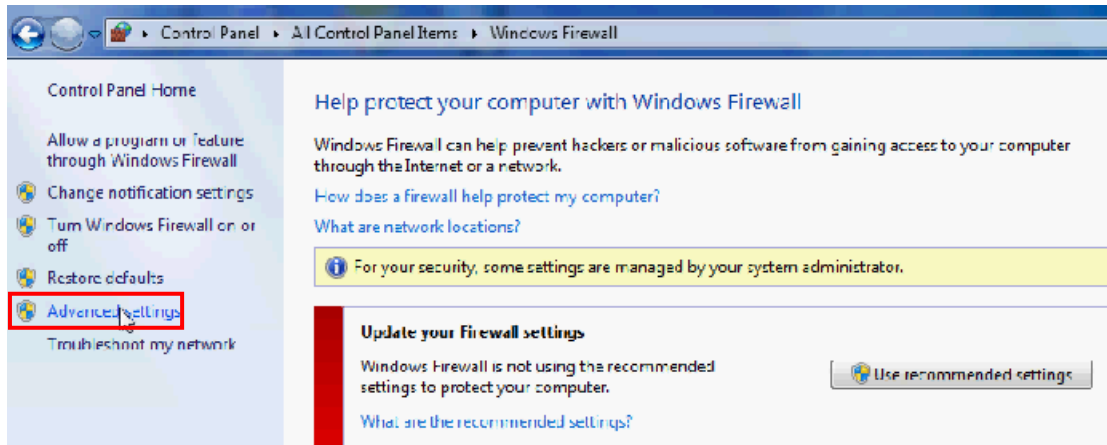 Control Panel ▸ All Control Panel Items ▸ Windows Firewall
Control Panel Home
Allow a program or feature
through Windows Firewall
Change notification settings
Turn Windows Firewall on or
off
Restore defaults
Advanced settings
Troubleshoot my network
Help protect your computer with Windows Firewall
Windows Firewall can help prevent hackers or malicious software from gaining access to your computer
through the Internet or a network.
How does a firewall help protect my computer?
What are network locations?
For your security, some settings are managed by your system administrator.
Update your Firewall settings
Windows Firewall is not using the recommended
settings to protect your computer.
Use recommended settings
What are the recommended settings?